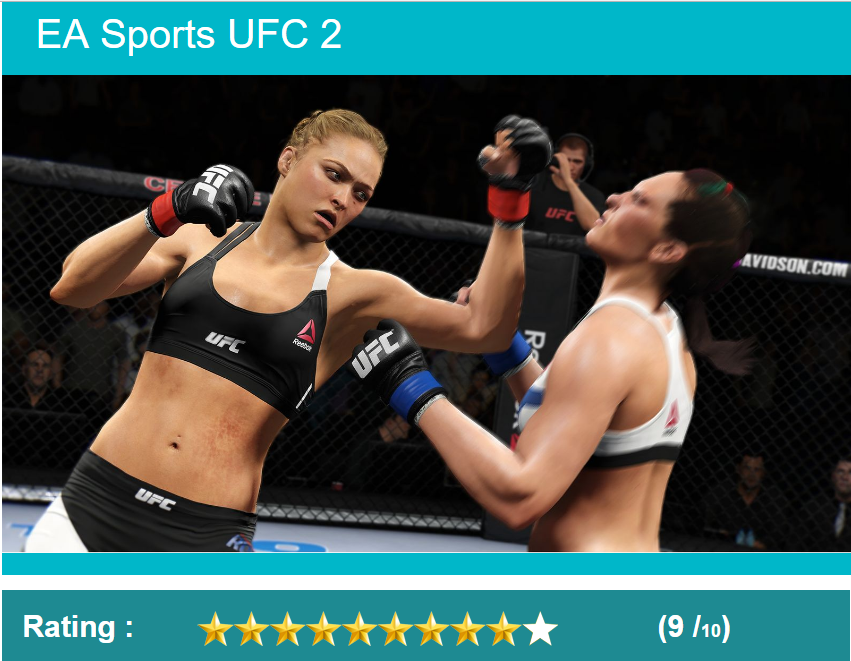 EA Sports UFC 2
UFC
UFC
AVIDSON.COM
UFC
Reebok
UFC
UFC
Rating :
(9 /10)